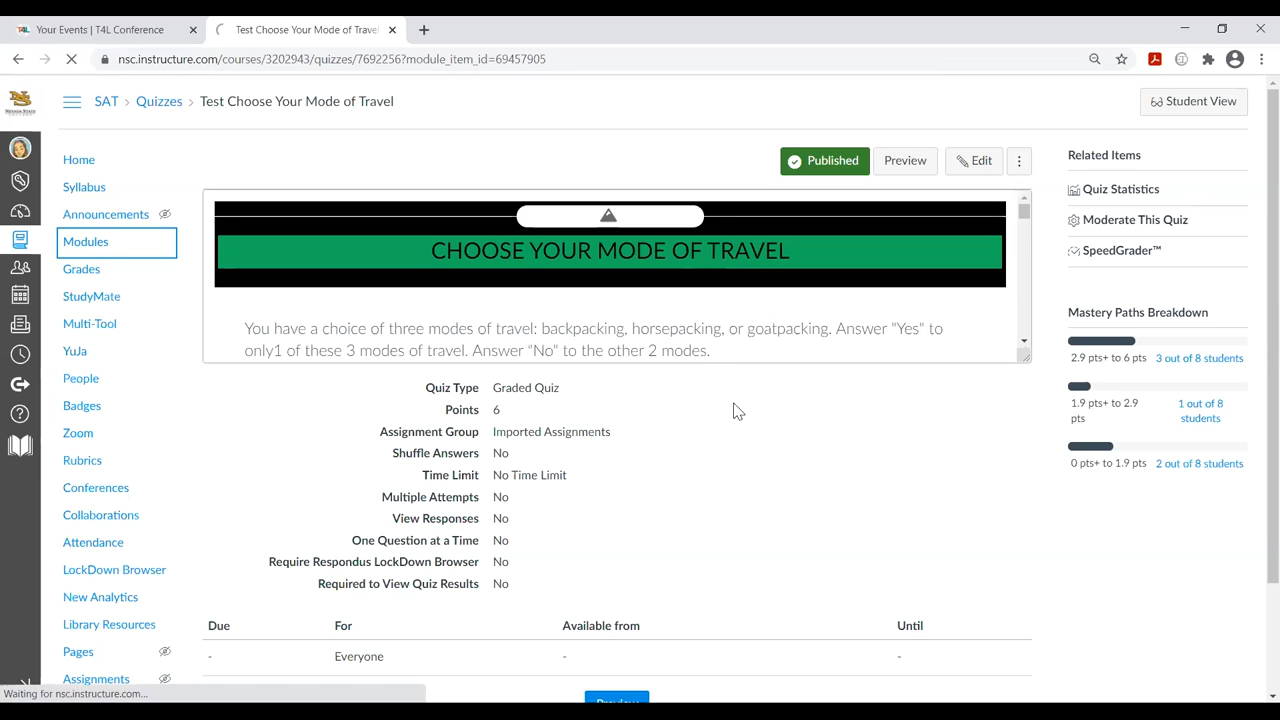 Your Events | T4L Conference
Test Choose Your Mode of Travel
nsc.instructure.com/courses/3202943/quizzes/7692256?module_item_id=69457905
SAT > Quizzes > Test Choose Your Mode of Travel
Student View
Home
Syllabus
Announcements
Modules
Grades
StudyMate
Multi-Tool
YuJa
People
Badges
Zoom
Rubrics
Conferences
Collaborations
Attendance
LockDown Browser
New Analytics
Library Resources
Pages
Assignments
Published
Preview
Edit
CHOOSE YOUR MODE OF TRAVEL
You have a choice of three modes of travel: backpacking, horsepacking, or goatpacking. Answer "Yes" to
only1 of these 3 modes of travel. Answer "No" to the other 2 modes.
Quiz Type Graded Quiz
Points 6
Assignment Group Imported Assignments
Shuffle Answers No
Time Limit No Time Limit
Multiple Attempts No
View Responses No
One Question at a Time No
Require Respondus LockDown Browser No
Required to View Quiz Results No
Due For Available from Until
- Everyone - -
Preview
Related Items
Quiz Statistics
Moderate This Quiz
SpeedGrader™
Mastery Paths Breakdown
2.9 pts+ to 6 pts 3 out of 8 students
1.9 pts+ to 2.9 1 out of 8
pts students
0 pts+ to 1.9 pts 2 out of 8 students
Waiting for nsc.instructure.com...